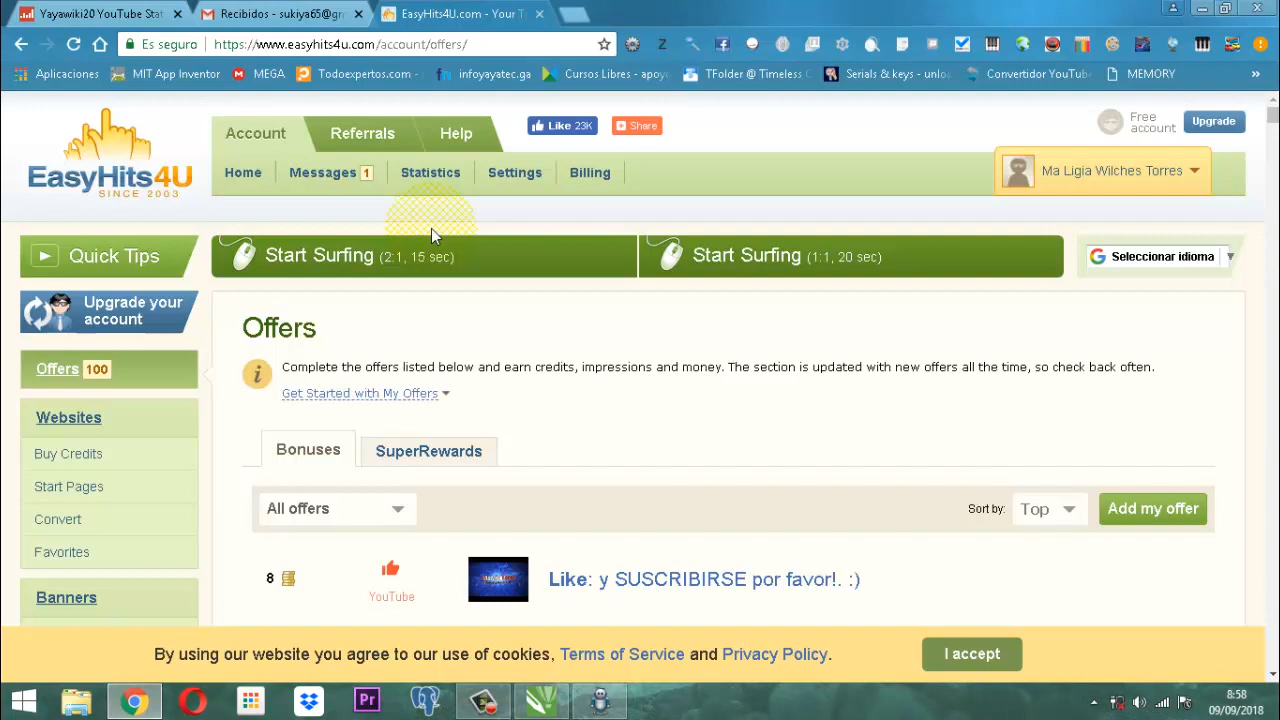 Yayawiki20 YouTube Stat
Recibidos - sukiya65@gm
EasyHits4U.com - Your T
Es seguro
https://www.easyhits4u.com/account/offers/
Aplicaciones
MIT App Inventor
MEGA
Todoexpertos.com -
infoyayatec.ga
Cursos Libres - apoy
TFolder @ Timeless
Serials & keys - unlo
Convertidor YouTube
MEMORY
»
EasyHits4U
SINCE 2003
Account
Referrals
Help
Like 23K
Share
Free account
Upgrade
Home
Messages 1
Statistics
Settings
Billing
Ma Ligia Wilches Torres
Quick Tips
Start Surfing (2:1, 15 sec)
Start Surfing (1:1, 20 sec)
G Seleccionar idioma
Upgrade your
account
Offers 100
Websites
Buy Credits
Start Pages
Convert
Favorites
Banners
Offers
Complete the offers listed below and earn credits, impressions and money. The section is updated with new offers all the time, so check back often.
Get Started with My Offers
Bonuses
SuperRewards
All offers
Sort by:
Top
Add my offer
8
YouTube
Like: y SUSCRIBIRSE por favor!. :)
By using our website you agree to our use of cookies, Terms of Service and Privacy Policy.
I accept
Pr
8:58
09/09/2018